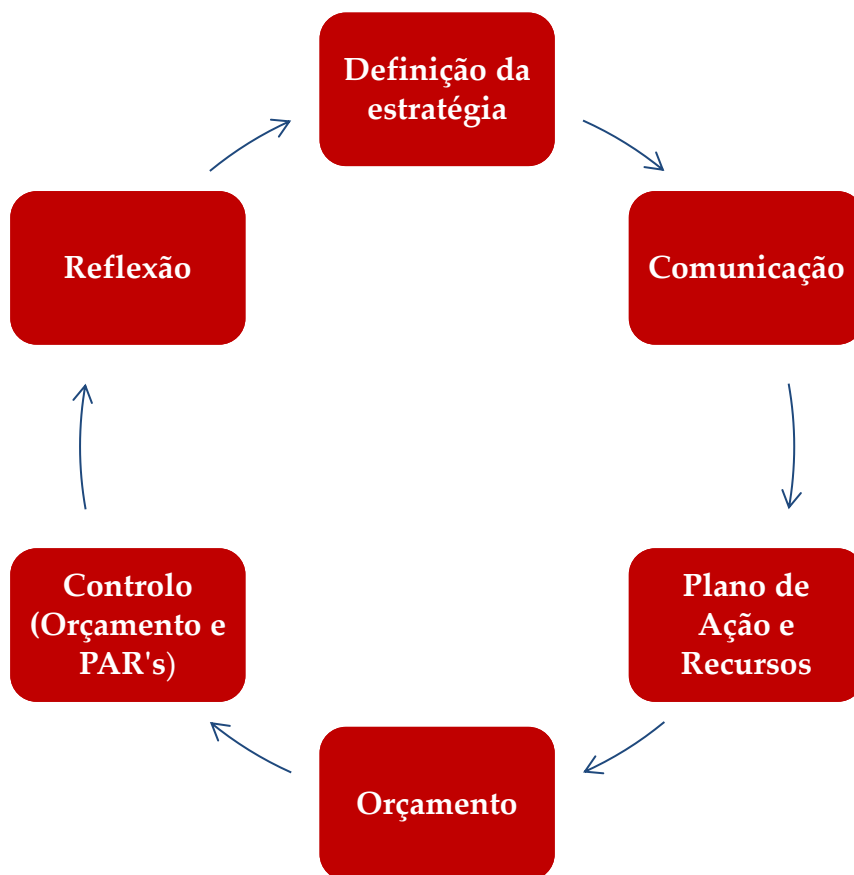 Definição da
estratégia
Comunicação
Plano de
Ação e
Recursos
Orçamento
Controlo
(Orçamento e
PAR's)
Reflexão